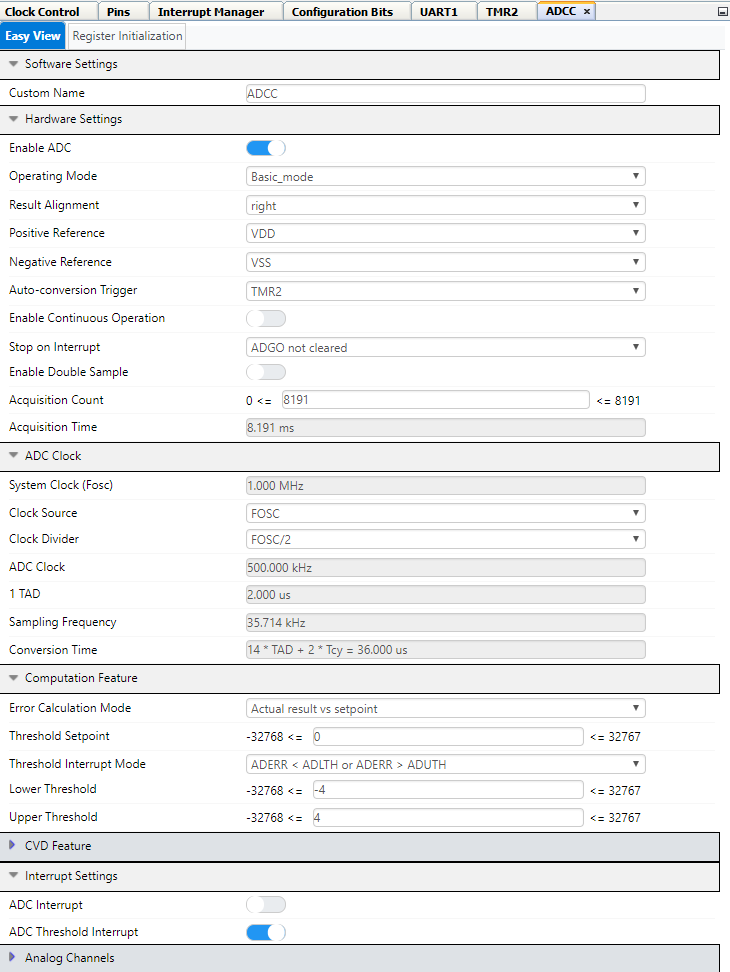 Clock Control Pins Interrupt Manager Configuration Bits UART1 TMR2 ADCC ×
Easy View Register Initialization
Software Settings
Custom Name ADCC
Hardware Settings
Enable ADC
Operating Mode Basic_mode
Result Alignment right
Positive Reference VDD
Negative Reference VSS
Auto-conversion Trigger TMR2
Enable Continuous Operation
Stop on Interrupt ADGO not cleared
Enable Double Sample
Acquisition Count 0 <= 8191 <= 8191
Acquisition Time 8.191 ms
ADC Clock
System Clock (Fosc) 1.000 MHz
Clock Source FOSC
Clock Divider FOSC/2
ADC Clock 500.000 kHz
1 TAD 2.000 us
Sampling Frequency 35.714 kHz
Conversion Time 14 * TAD + 2 * Tcy = 36.000 us
Computation Feature
Error Calculation Mode Actual result vs setpoint
Threshold Setpoint -32768 <= 0 <= 32767
Threshold Interrupt Mode ADERR < ADLTH or ADERR > ADUTH
Lower Threshold -32768 <= -4 <= 32767
Upper Threshold -32768 <= 4 <= 32767
CVD Feature
Interrupt Settings
ADC Interrupt
ADC Threshold Interrupt
Analog Channels